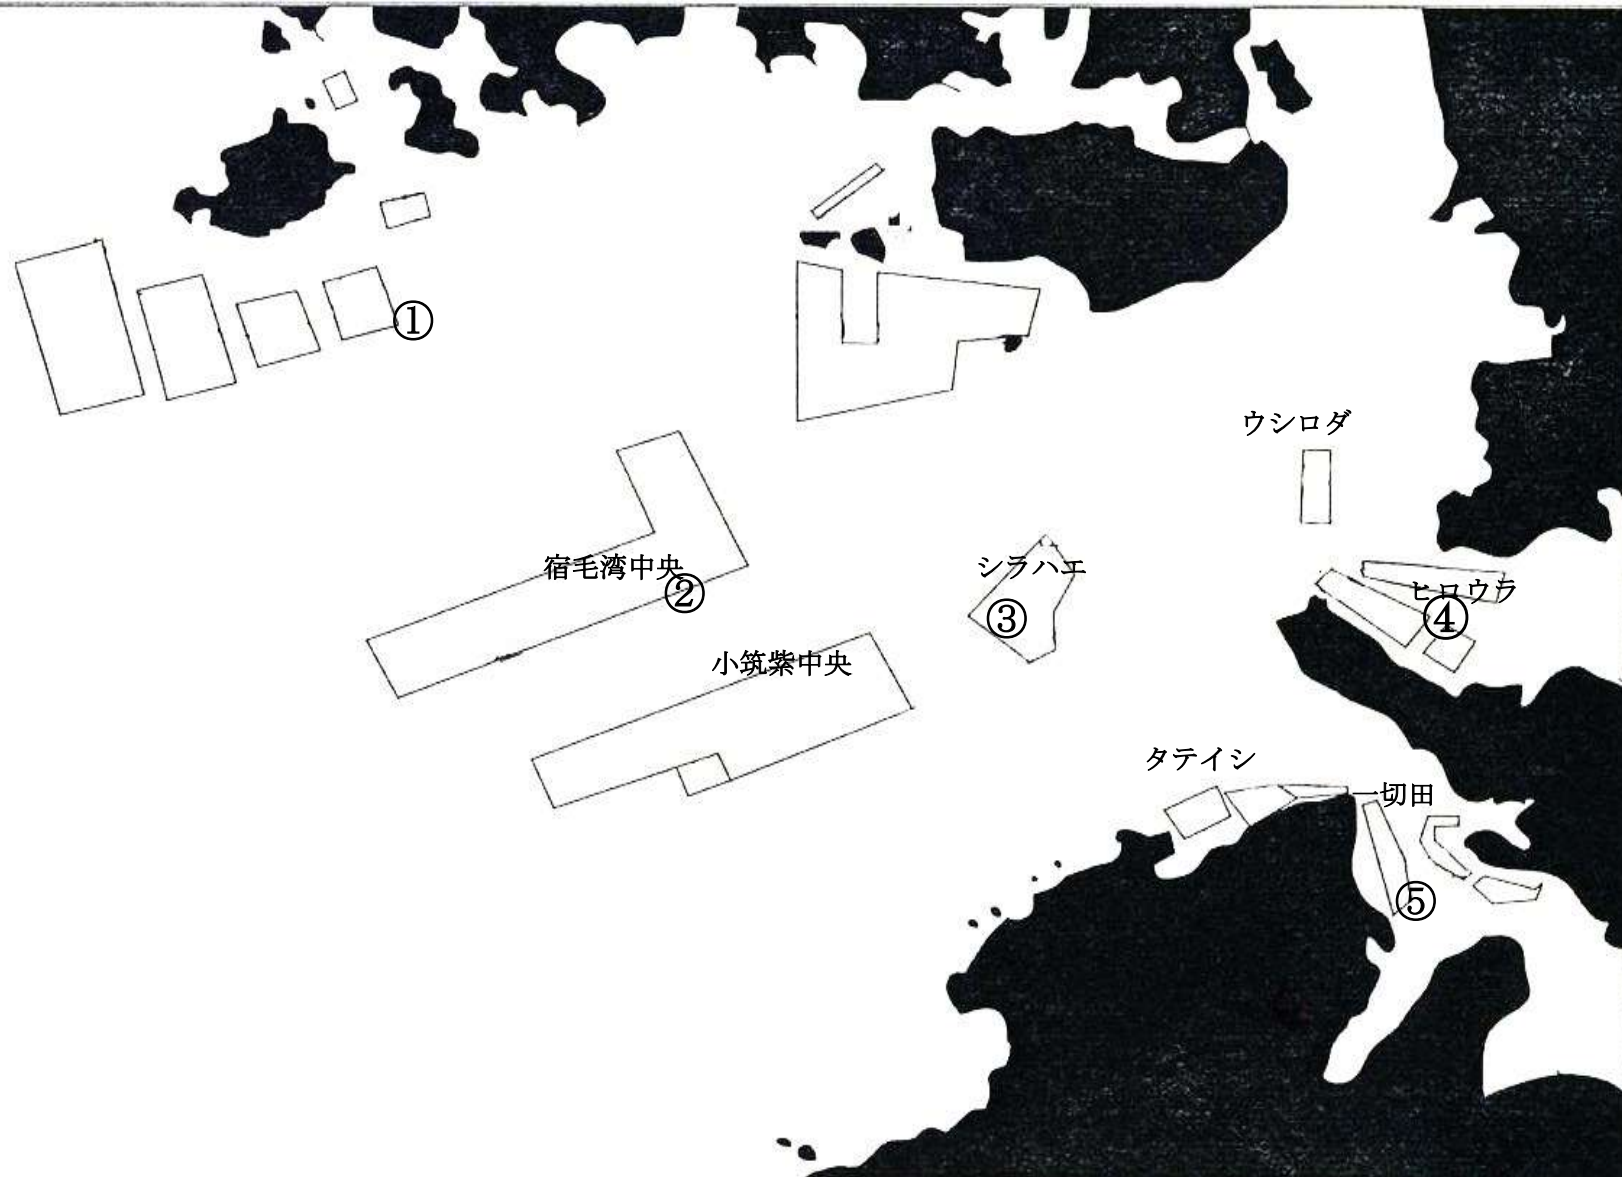 ①
ウシロダ
宿毛湾中央
②
シラハエ
③
ヒロウラ
④
小筑紫中央
タテイシ
一切田
⑤